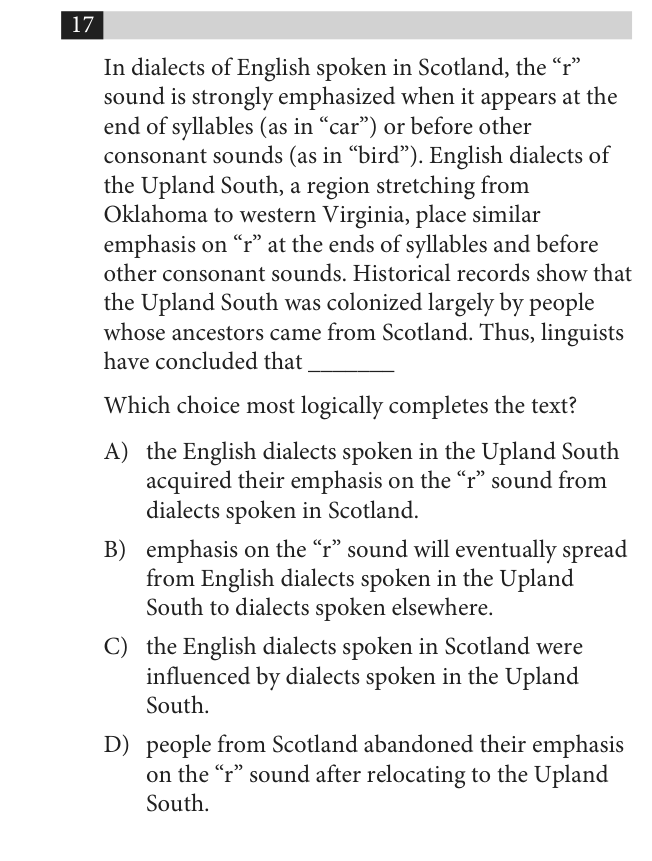 17
In dialects of English spoken in Scotland, the “r”
sound is strongly emphasized when it appears at the
end of syllables (as in “car”) or before other
consonant sounds (as in “bird”). English dialects of
the Upland South, a region stretching from
Oklahoma to western Virginia, place similar
emphasis on “r” at the ends of syllables and before
other consonant sounds. Historical records show that
the Upland South was colonized largely by people
whose ancestors came from Scotland. Thus, linguists
have concluded that _______
Which choice most logically completes the text?
A) the English dialects spoken in the Upland South
acquired their emphasis on the “r” sound from
dialects spoken in Scotland.
B) emphasis on the “r” sound will eventually spread
from English dialects spoken in the Upland
South to dialects spoken elsewhere.
C) the English dialects spoken in Scotland were
influenced by dialects spoken in the Upland
South.
D) people from Scotland abandoned their emphasis
on the “r” sound after relocating to the Upland
South.